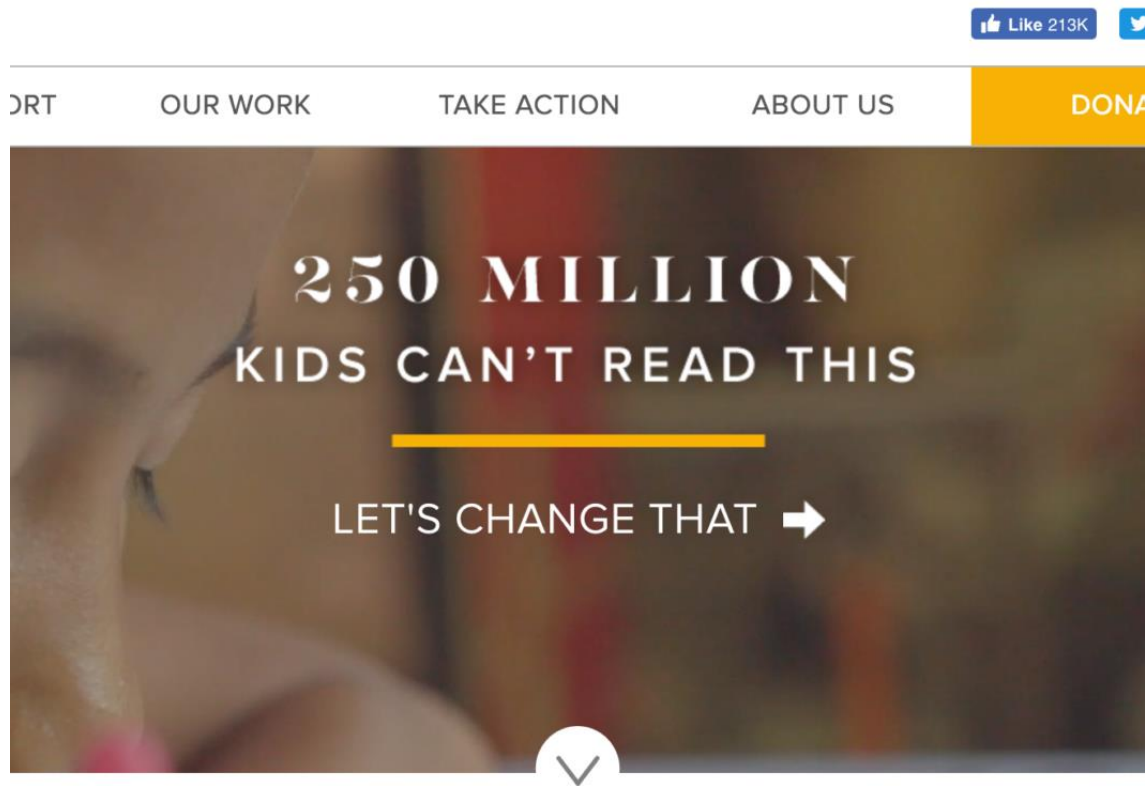 Like 213K
ORT OUR WORK TAKE ACTION ABOUT US DONA
250 MILLION
KIDS CAN'T READ THIS
LET'S CHANGE THAT